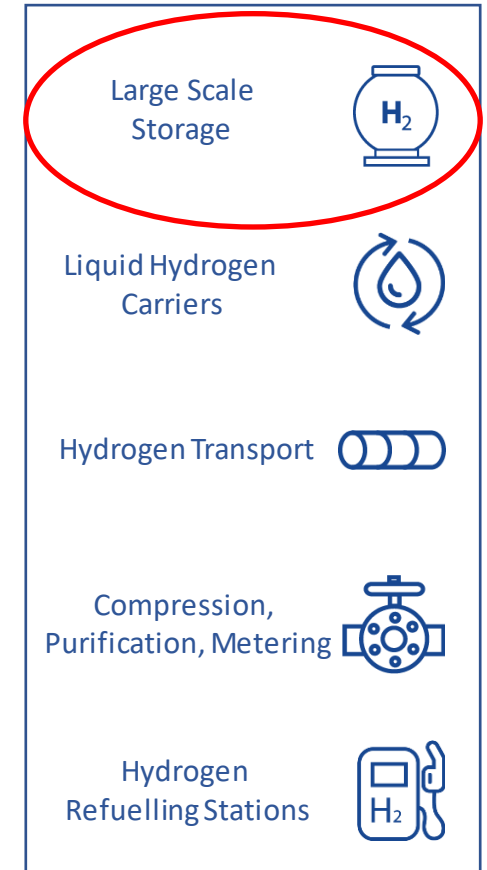 Large Scale
Storage
H₂
Liquid Hydrogen
Carriers
Hydrogen Transport
Compression,
Purification, Metering
Hydrogen
Refuelling Stations
H₂